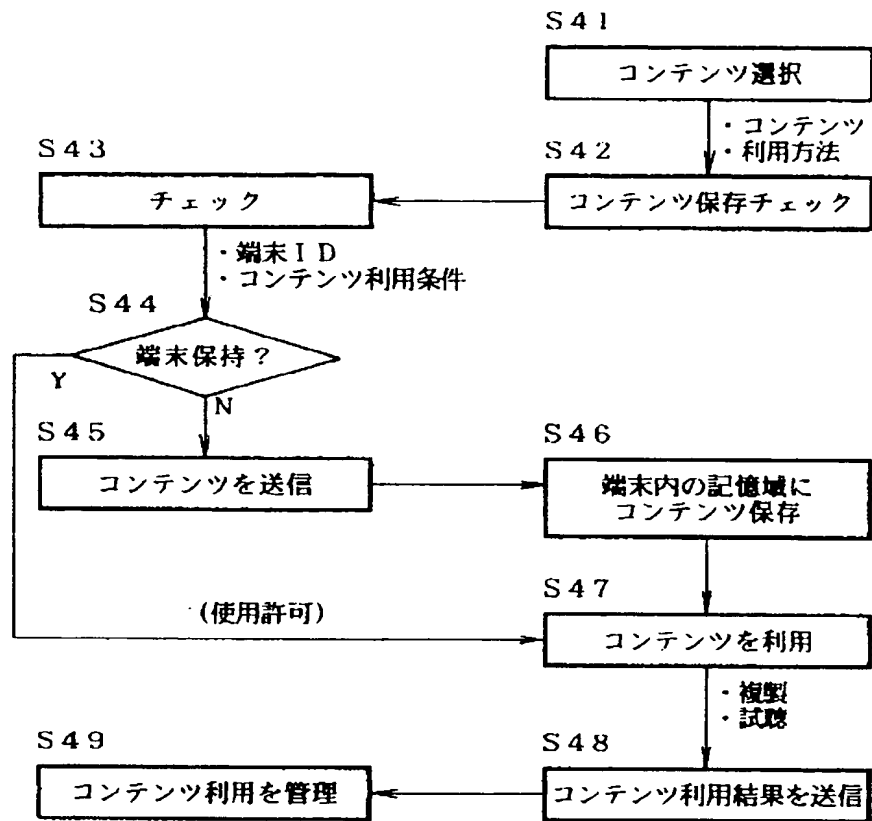 S41
コンテンツ選択
・コンテンツ
・利用方法
S42
コンテンツ保存チェック
S43
チェック
・端末ID
・コンテンツ利用条件
S44
端末保持?
Y
N
S45
コンテンツを送信
S46
端末内の記憶域に
コンテンツ保存
(使用許可)
S47
コンテンツを利用
・複製
・試聴
S48
コンテンツ利用結果を送信
S49
コンテンツ利用を管理